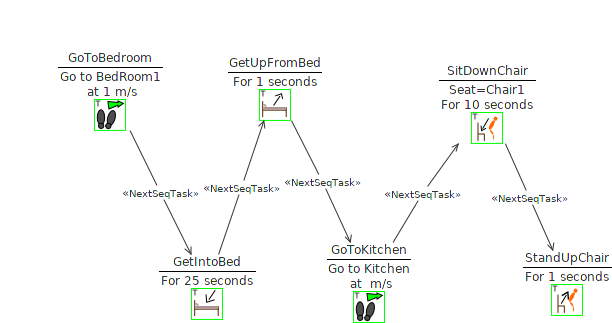 GoToBedroom
Go to BedRoom1
at 1 m/s
GetUpFromBed
For 1 seconds
SitDownChair
Seat=Chair1
For 10 seconds
«NextSeqTask»
«NextSeqTask»
«NextSeqTask»
«NextSeqTask»
«NextSeqTask»
GetIntoBed
For 25 seconds
GoToKitchen
Go to Kitchen
at  m/s
StandUpChair
For 1 seconds